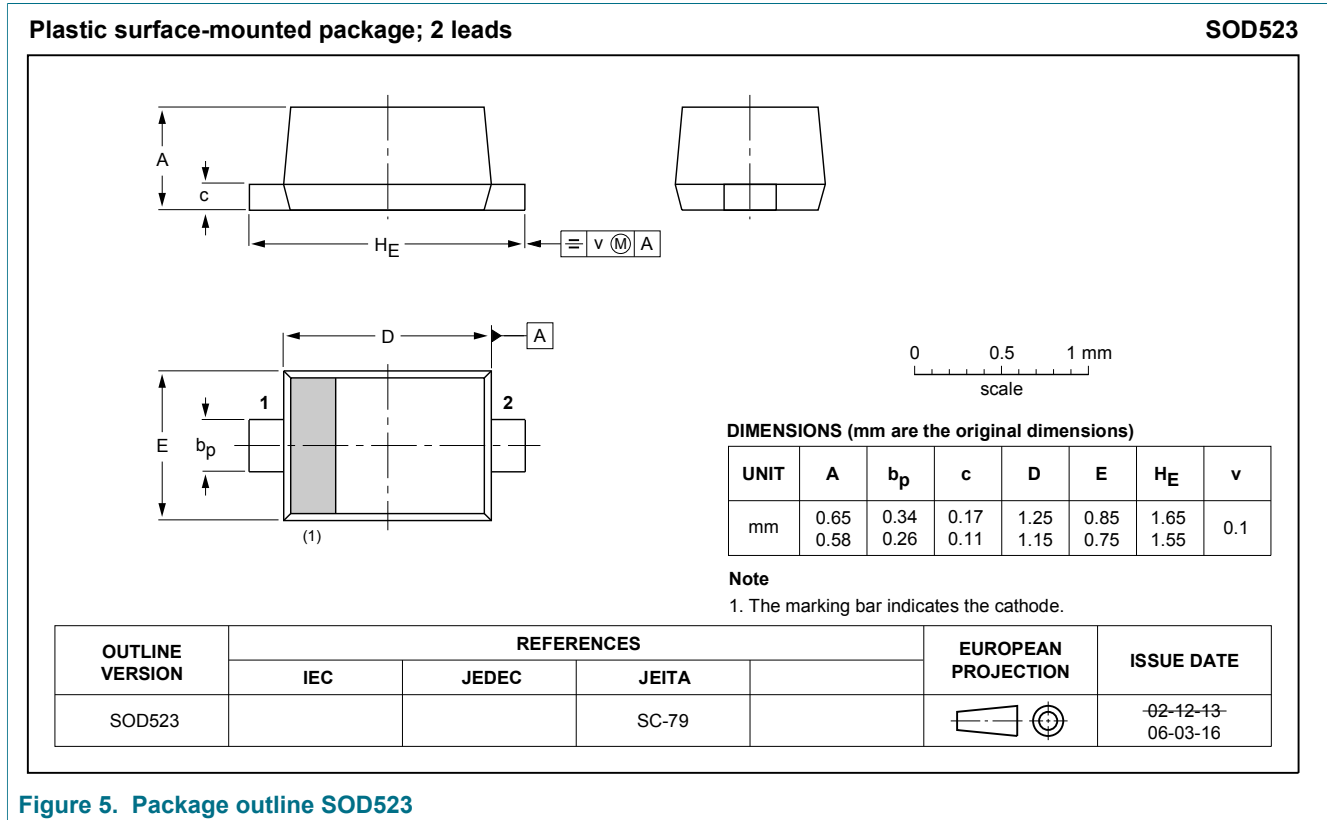 Plastic surface-mounted package; 2 leads SOD523
A
c
HE
v M A
D
A
1
2
E
bp
(1)
0 0.5 1 mm
scale
DIMENSIONS (mm are the original dimensions)
UNIT A bp c D E HE v
mm 0.65 0.34 0.17 1.25 0.85 1.65 0.1
0.58 0.26 0.11 1.15 0.75 1.55
Note
1. The marking bar indicates the cathode.
OUTLINE VERSION REFERENCES EUROPEAN PROJECTION ISSUE DATE
IEC JEDEC JEITA
SOD523 SC-79 02-12-13
06-03-16
Figure 5. Package outline SOD523